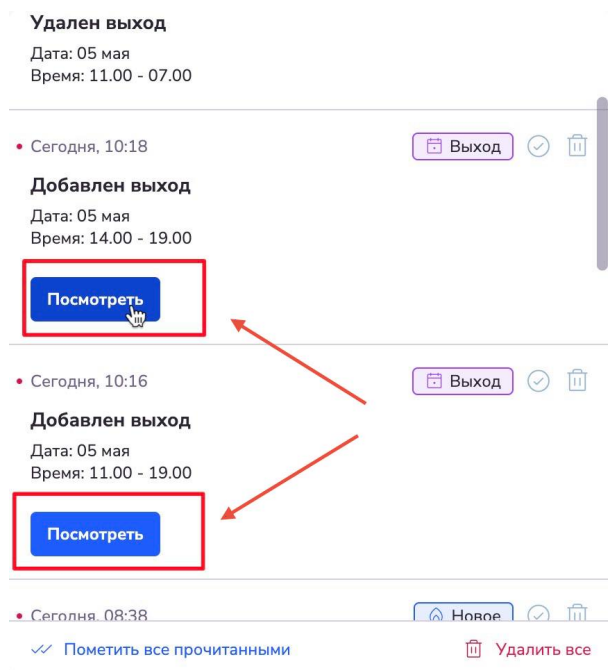 Удален выход
Дата: 05 мая
Время: 11.00 - 07.00
Сегодня, 10:18
Выход
Добавлен выход
Дата: 05 мая
Время: 14.00 - 19.00
Посмотреть
Сегодня, 10:16
Выход
Добавлен выход
Дата: 05 мая
Время: 11.00 - 19.00
Посмотреть
Сегодня, 08:38
Новое
Пометить все прочитанными
Удалить все